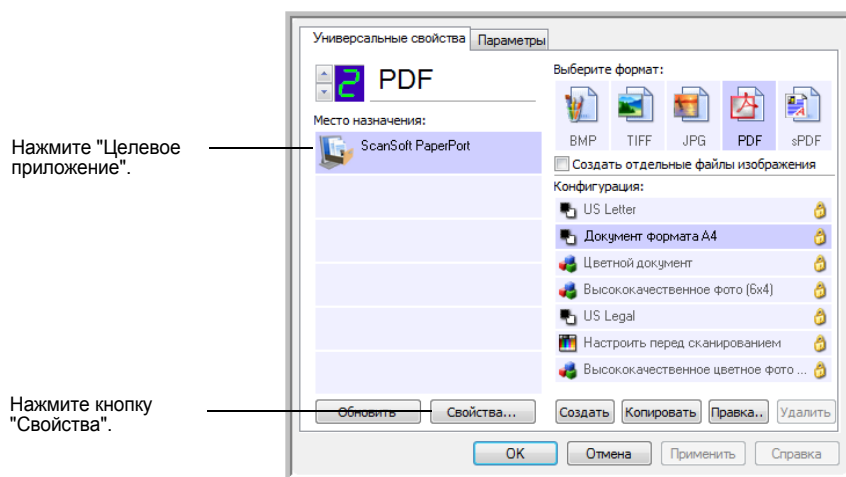 Универсальные свойства
Параметры
2
PDF
Выберите формат:
BMP
TIFF
JPG
PDF
sPDF
Место назначения:
Нажмите "Целевое
приложение".
ScanSoft PaperPort
Создать отдельные файлы изображения
Конфигурация:
US Letter
Документ формата A4
Цветной документ
Высококачественное фото (6x4)
US Legal
Настроить перед сканированием
Высококачественное цветное фото ...
Нажмите кнопку
"Свойства".
Обновить
Свойства...
Создать
Копировать
Правка..
Удалить
OK
Отмена
Применить
Справка